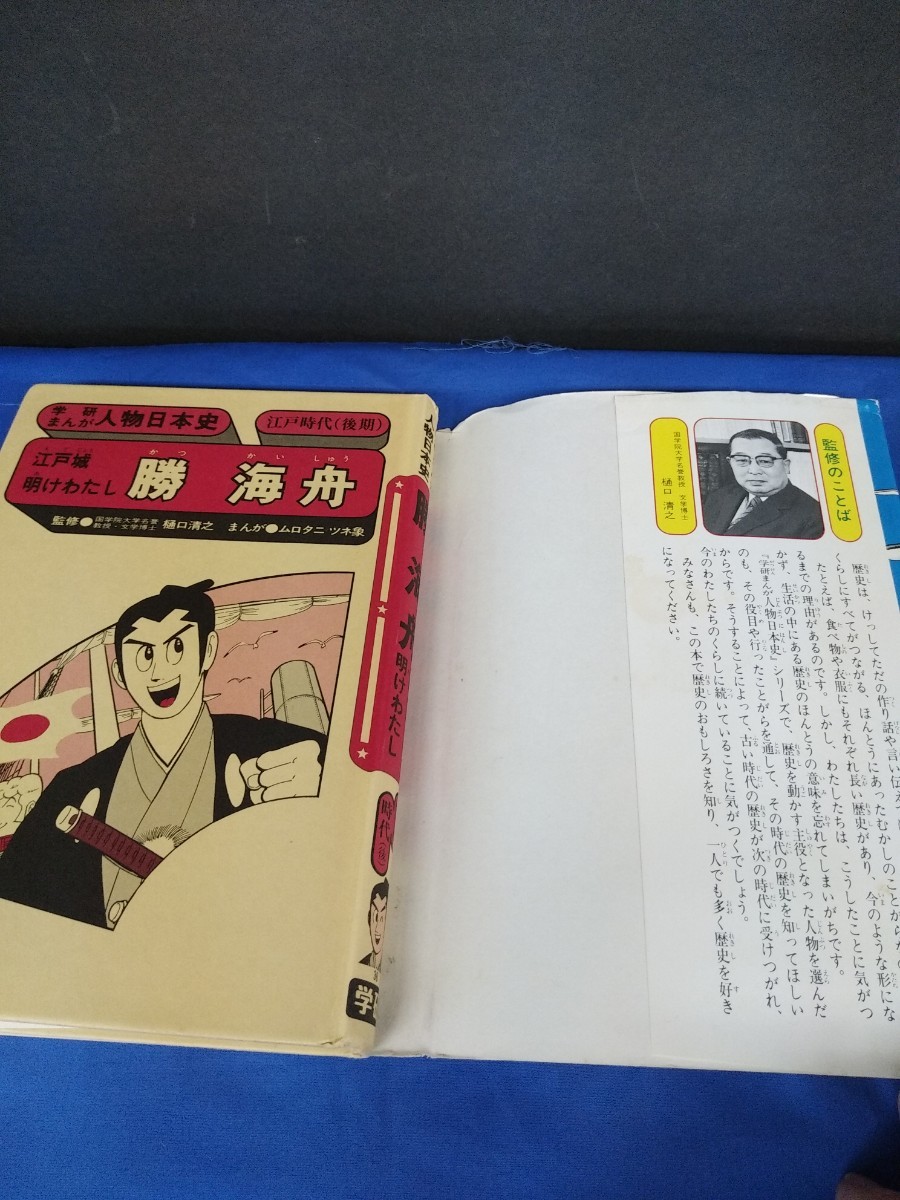 学研まんが 人物日本史
江戸時代(後期)
江戸城
明けわたし
勝 海舟
かつ かい しゅう
監修●国学院大学名誉教授・文学博士 樋口清之 まんが●ムロタニ ツネ象
人物日本史
勝海舟
明けわたし
時代(後
学
監修のことば
国学院大学名誉教授 文学博士
樋口 清之
歴史は、けっしてただの作り話や言い伝え
くらしにすべてがつながる、ほんとうにあったむかしのことがらな
たとえば、食べ物や衣服にもそれぞれ長い歴史があり、今のような形にな
るまでの理由があるのです。しかし、わたしたちは、こうしたことに気がつ
かず、生活の中にある歴史のほんとうの意味を忘れてしまいがちです。
『学研まんが人物日本史』シリーズで、歴史を動かす主役となった人物を選んだ
のも、その役目や行ったことがらを通して、その時代の歴史を知ってほしい
からです。そうすることによって、古い時代の歴史が次の時代に受けつがれ、
今のわたしたちのくらしに続いていることに気がつくでしょう。
みなさんも、この本で歴史のおもしろさを知り、一人でも多く歴史を好き
になってください。